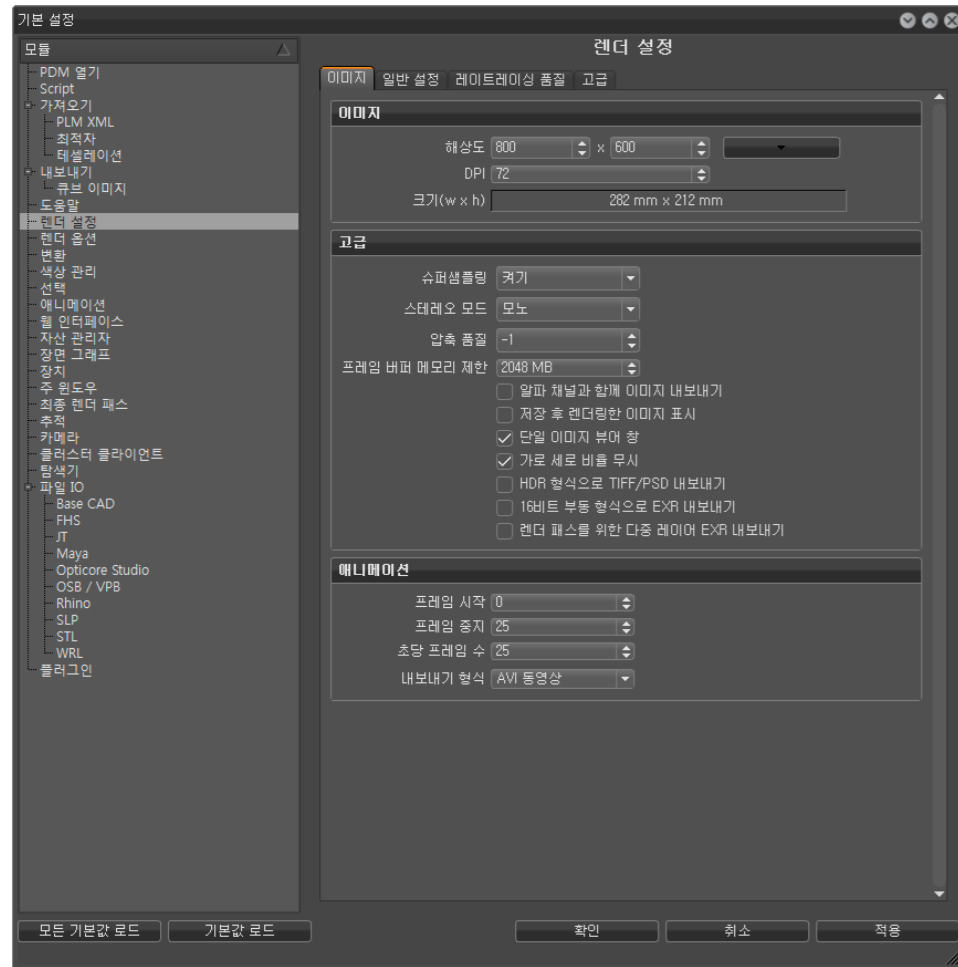 기본 설정
모듈
PDM 열기
Script
가져오기
PLM XML
최적자
테셀레이션
내보내기
큐브 이미지
도움말
렌더 설정
렌더 옵션
변환
색상 관리
선택
애니메이션
웹 인터페이스
자산 관리자
장면 그래프
장치
주 윈도우
최종 렌더 패스
추적
카메라
클러스터 클라이언트
탐색기
파일 IO
Base CAD
FHS
JT
Maya
Opticore Studio
OSB / VPB
Rhino
SLP
STL
WRL
플러그인
모든 기본값 로드 기본값 로드
렌더 설정
이미지 일반 설정 레이트레이싱 품질 고급
이미지
해상도 800 x 600
DPI 72
크기(w x h) 282 mm x 212 mm
고급
슈퍼샘플링 켜기
스테레오 모드 모노
압축 품질 -1
프레임 버퍼 메모리 제한 2048 MB
알파 채널과 함께 이미지 내보내기
저장 후 렌더링한 이미지 표시
단일 이미지 뷰어 창
가로 세로 비율 무시
HDR 형식으로 TIFF/PSD 내보내기
16비트 부동 형식으로 EXR 내보내기
렌더 패스를 위한 다중 레이어 EXR 내보내기
애니메이션
프레임 시작 0
프레임 중지 25
초당 프레임 수 25
내보내기 형식 AVI 동영상
확인 취소 적용